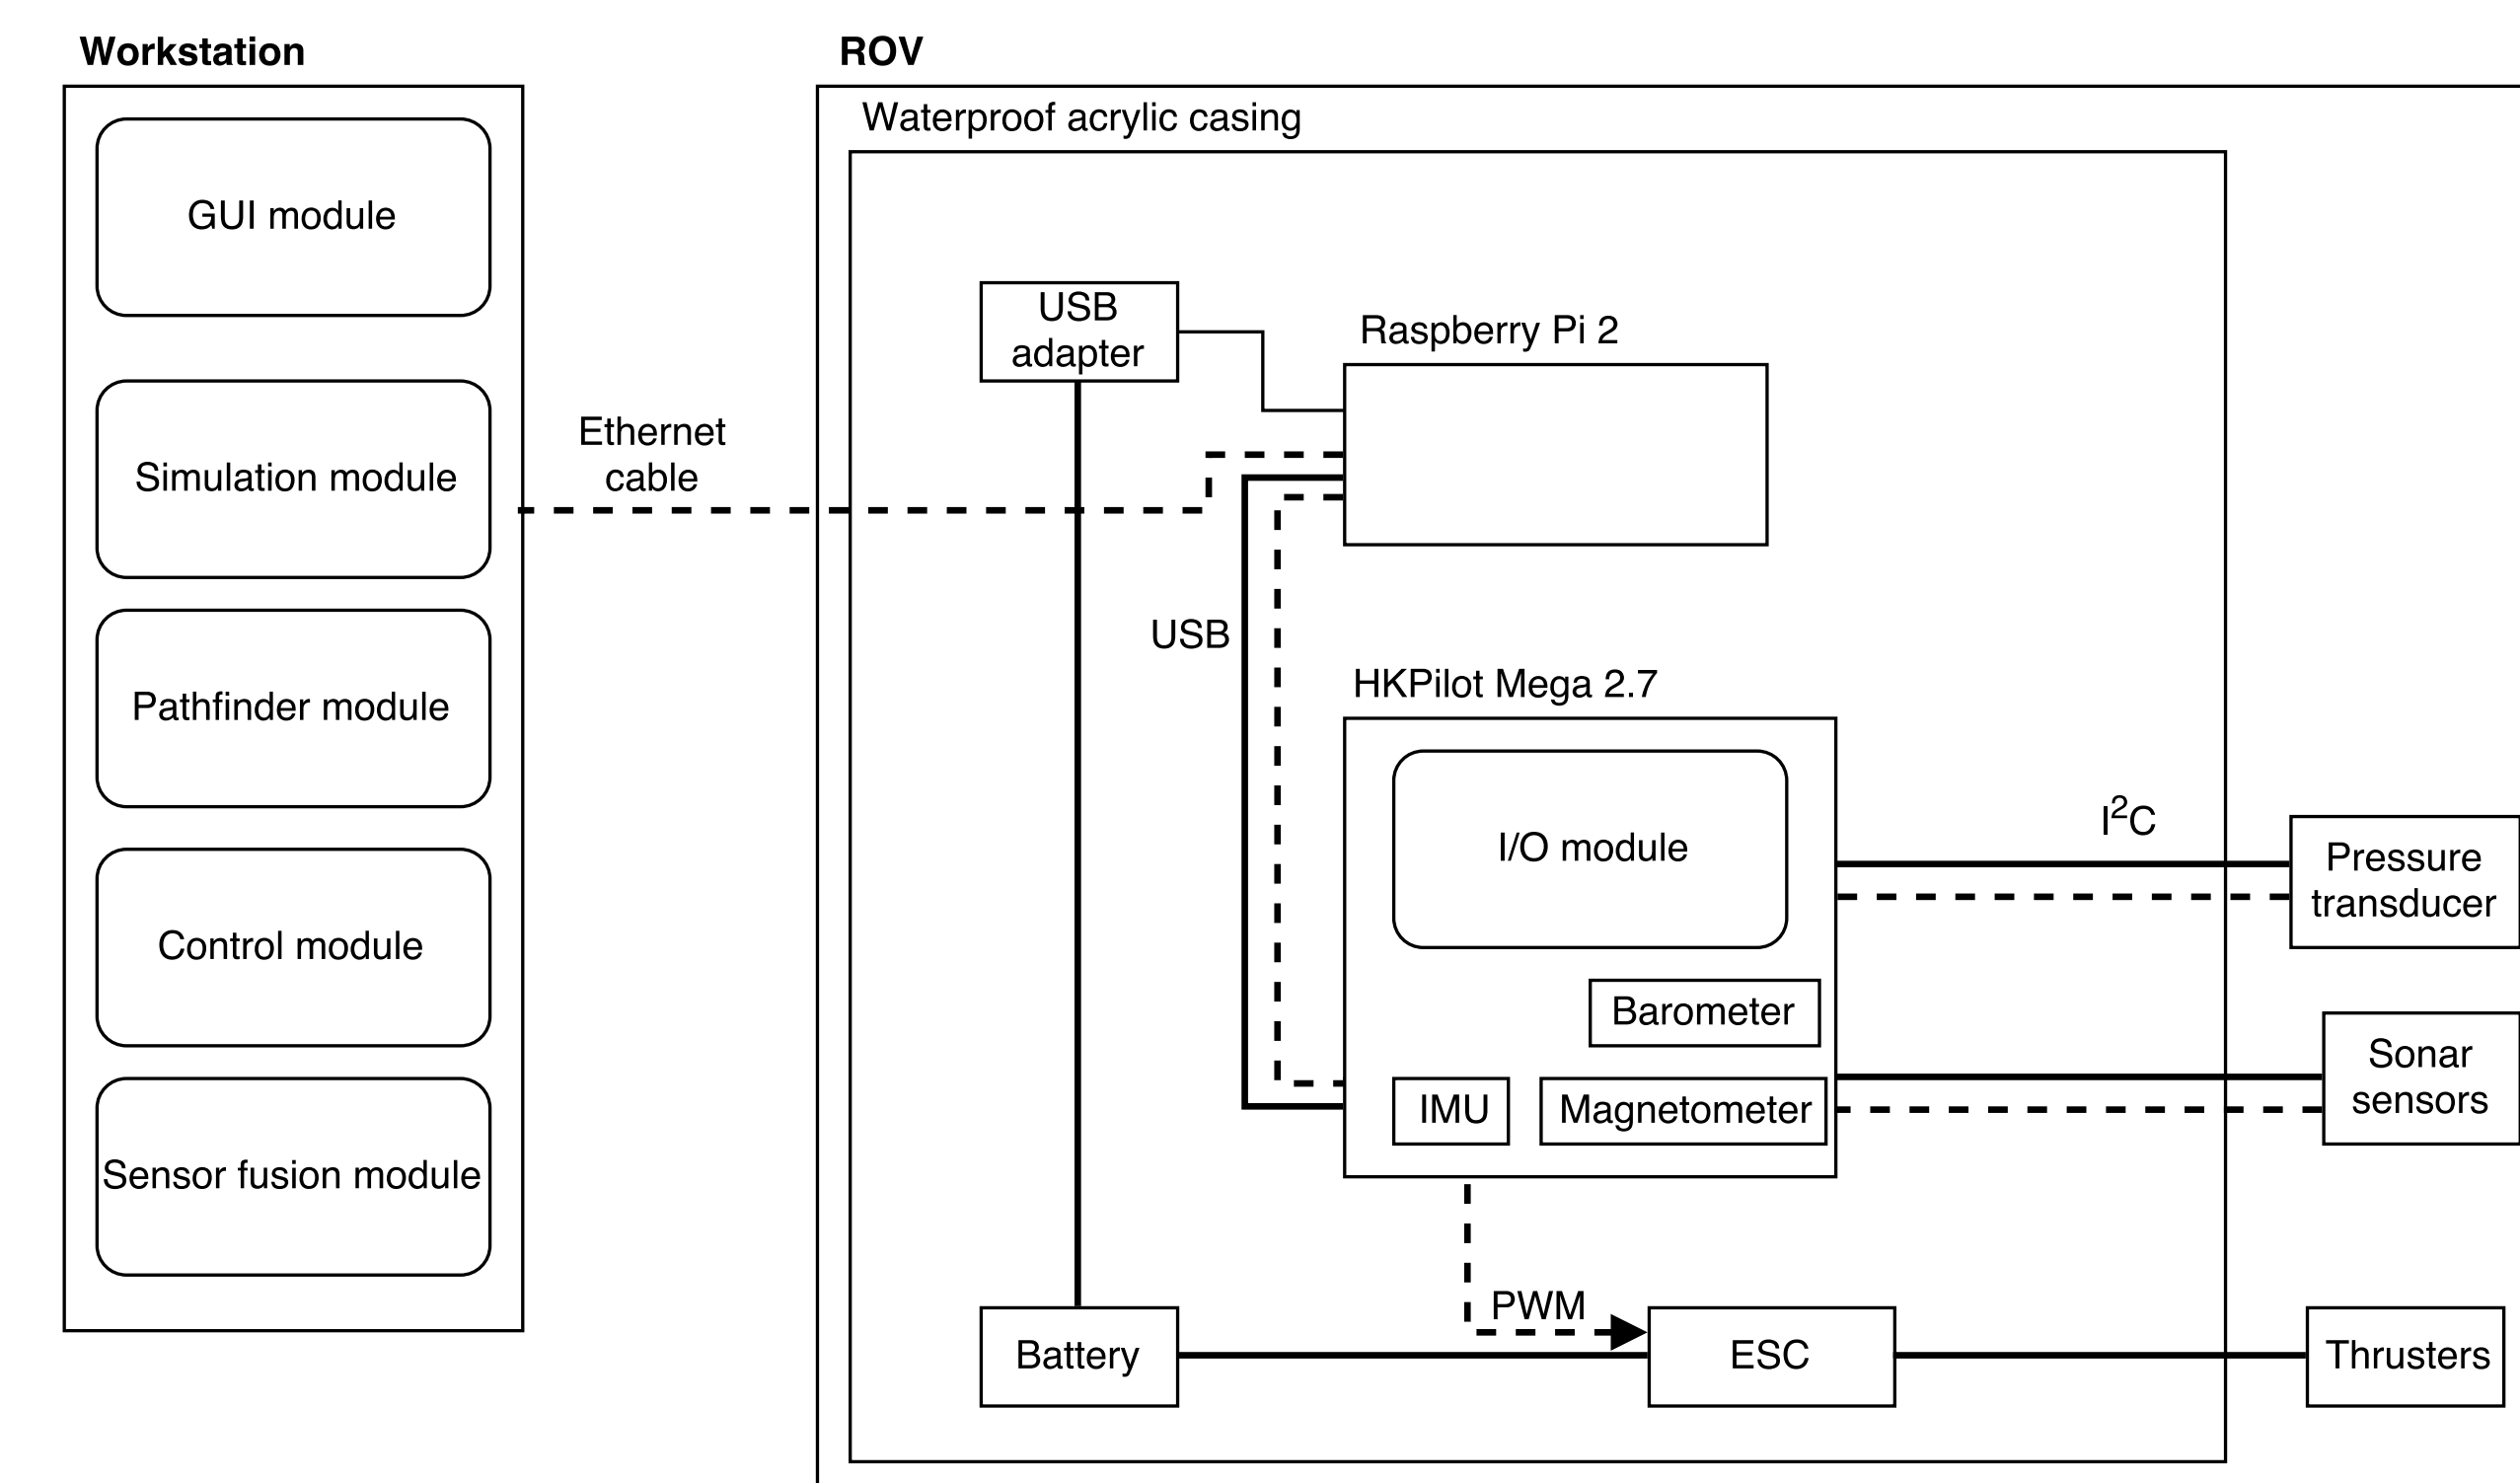 Workstation
GUI module
Simulation module
Pathfinder module
Control module
Sensor fusion module
Ethernet
cable
ROV
Waterproof acrylic casing
USB
adapter
Raspberry Pi 2
USB
HKPilot Mega 2.7
I/O module
Barometer
IMU
Magnetometer
I²C
Pressure
transducer
Sonar
sensors
PWM
Battery
ESC
Thrusters